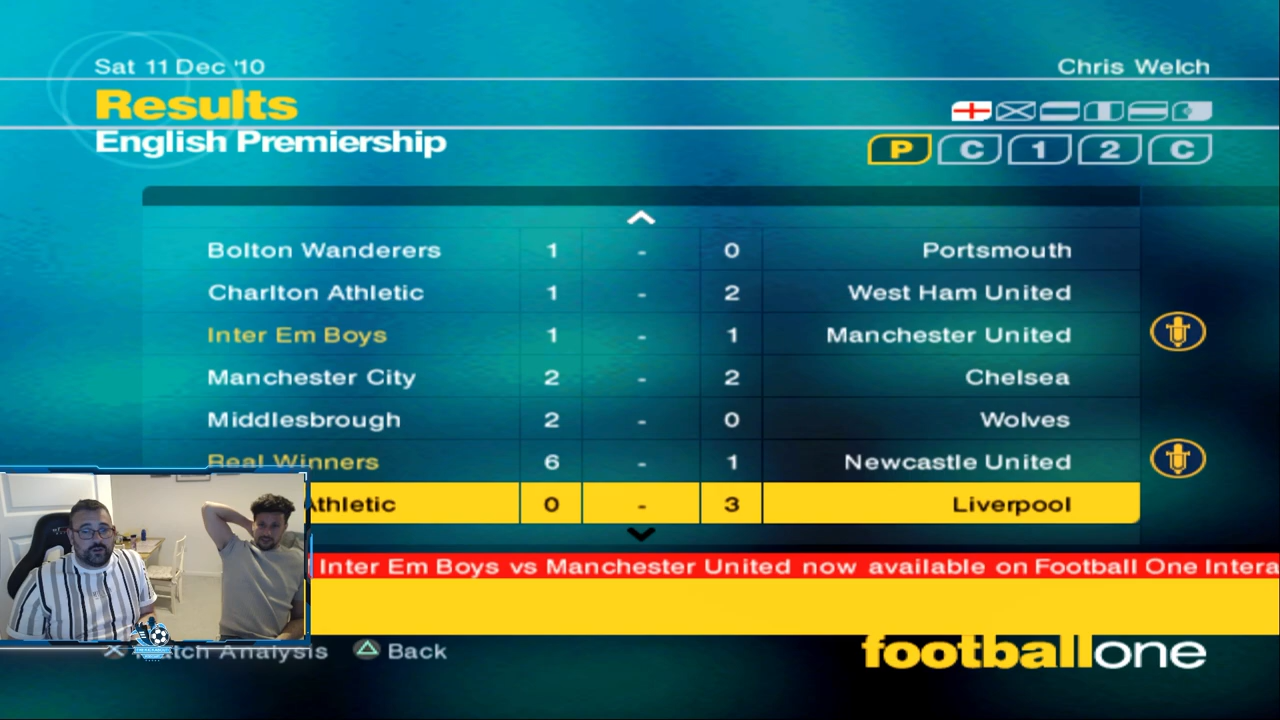 Sat 11 Dec '10
Chris Welch
Results
English Premiership
P C 1 2 C
Bolton Wanderers 1 - 0 Portsmouth
Charlton Athletic 1 - 2 West Ham United
Inter Em Boys 1 - 1 Manchester United
Manchester City 2 - 2 Chelsea
Middlesbrough 2 - 0 Wolves
Real Winners 6 - 1 Newcastle United
Athletic 0 - 3 Liverpool
Inter Em Boys vs Manchester United now available on Football One Intera
Analysis Back
footballone